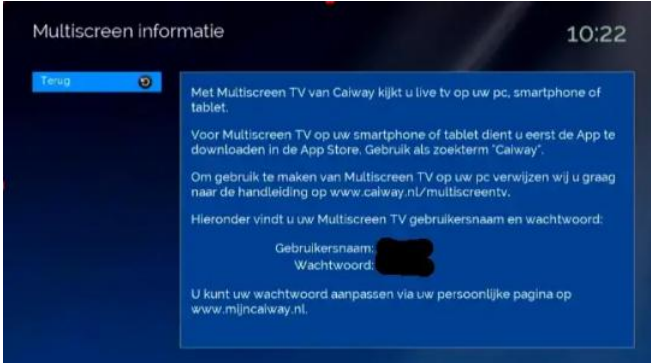 Multiscreen informatie
10:22
Terug
Met Multiscreen TV van Caiway kijkt u live tv op uw pc, smartphone of
tablet.
Voor Multiscreen TV op uw smartphone of tablet dient u eerst de App te
downloaden in de App Store. Gebruik als zoekterm "Caiway".
Om gebruik te maken van Multiscreen TV op uw pc verwijzen wij u graag
naar de handleiding op www.caiway.nl/multiscreentv.
Hieronder vindt u uw Multiscreen TV gebruikersnaam en wachtwoord:
Gebruikersnaam:
Wachtwoord:
U kunt uw wachtwoord aanpassen via uw persoonlijke pagina op
www.mijncaiway.nl.